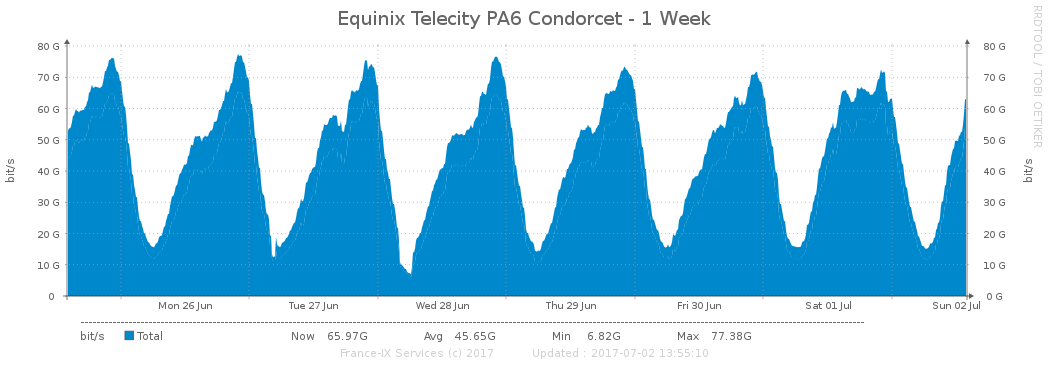 Equinix Telecity PA6 Condorcet - 1 Week
RRDTOOL / TOBI OETIKER
bit/s
80 G
70 G
60 G
50 G
40 G
30 G
20 G
10 G
0
80 G
70 G
60 G
50 G
40 G
30 G
20 G
10 G
0 G
bit/s
Mon 26 Jun Tue 27 Jun Wed 28 Jun Thu 29 Jun Fri 30 Jun Sat 01 Jul Sun 02 Jul
bit/s Total Now 65.97G Avg 45.65G Min 6.82G Max 77.38G
France-IX Services (c) 2017 Updated : 2017-07-02 13:55:10